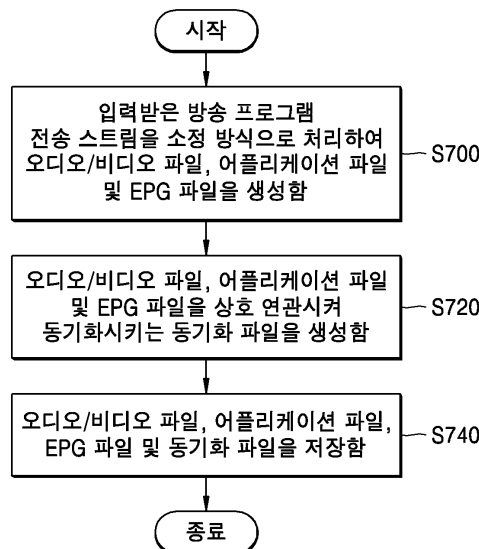 시작
입력받은 방송 프로그램
전송 스트림을 소정 방식으로 처리하여
오디오/비디오 파일, 어플리케이션 파일
및 EPG 파일을 생성함
S700
오디오/비디오 파일, 어플리케이션 파일
및 EPG 파일을 상호 연관시켜
동기화시키는 동기화 파일을 생성함
S720
오디오/비디오 파일, 어플리케이션 파일,
EPG 파일 및 동기화 파일을 저장함
S740
종료